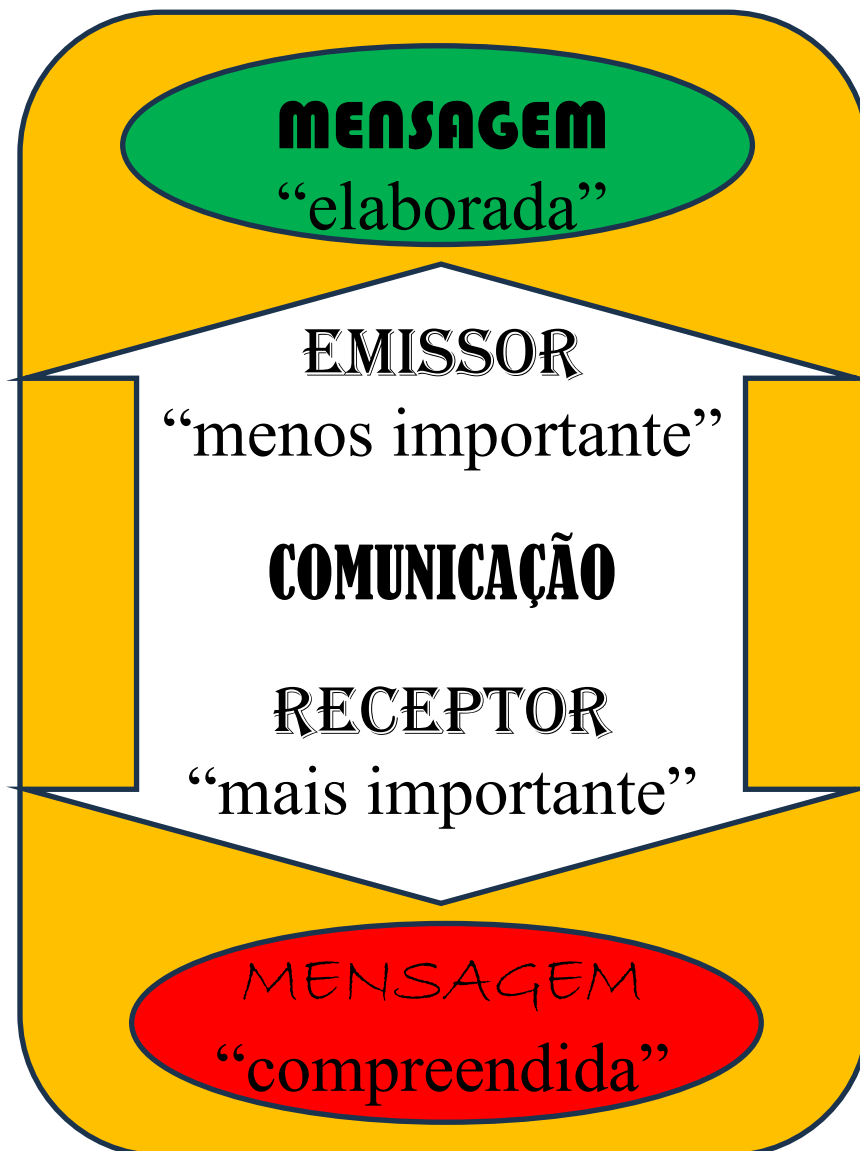 MENSAGEM
“elaborada”
EMISSOR
“menos importante”
COMUNICAÇÃO
RECEPTOR
“mais importante”
MENSAGEM
“compreendida”